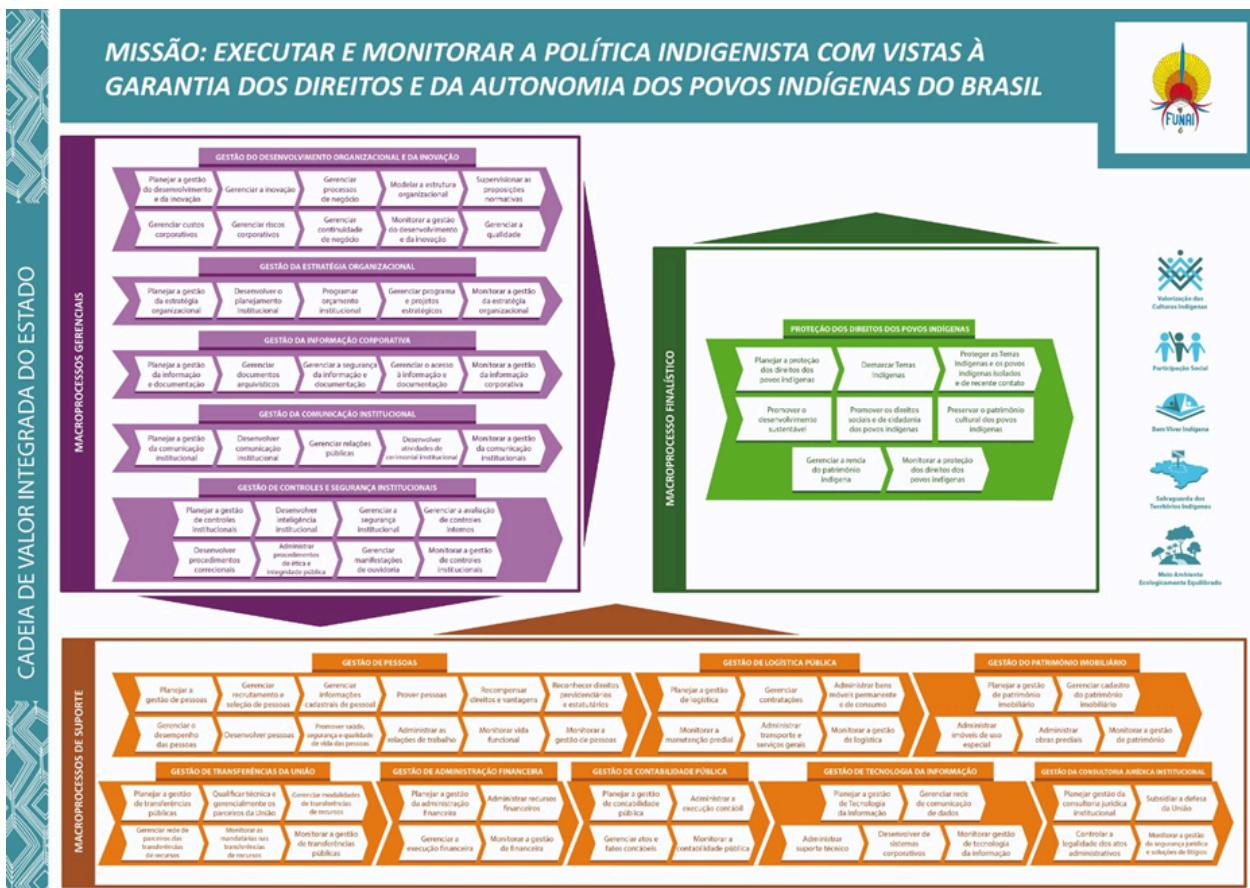 MISSÃO: EXECUTAR E MONITORAR A POLÍTICA INDIGENISTA COM VISTAS À
GARANTIA DOS DIREITOS E DA AUTONOMIA DOS POVOS INDÍGENAS DO BRASIL
FUNAI
CADEIA DE VALOR INTEGRADA DO ESTADO
MACROPROCESSOS GERENCIAIS
GESTÃO DO DESENVOLVIMENTO ORGANIZACIONAL E DA INOVAÇÃO
Planejar a gestão
do desenvolvimento
e da inovação
Gerenciar a inovação
Gerenciar
processos
de negócio
Modelar a estrutura
organizacional
Supervisionar as
proposições
normativas
Gerenciar custos
corporativos
Gerenciar riscos
corporativos
Gerenciar
continuidade
de negócio
Monitorar a gestão
do desenvolvimento
e da inovação
Gerenciar a
qualidade
GESTÃO DA ESTRATÉGIA ORGANIZACIONAL
Planejar a gestão
da estratégia
organizacional
Desenvolver o
planejamento
Institucional
Programar
orçamento
institucional
Gerenciar programa
e projetos
estratégicos
Monitorar a gestão
da estratégia
organizacional
GESTÃO DA INFORMAÇÃO CORPORATIVA
Planejar a gestão
da informação
e documentação
Gerenciar
documentos
arquivísticos
Gerenciar a segurança
da informação e
documentação
Gerenciar o acesso
à informação e
documentação
Monitorar a gestão
da informação
corporativa
GESTÃO DA COMUNICAÇÃO INSTITUCIONAL
Planejar a gestão
da comunicação
institucional
Desenvolver
comunicação
institucional
Gerenciar relações
públicas
Desenvolver
atividades de
cerimonial institucional
Monitorar a gestão
da comunicação
institucionais
GESTÃO DE CONTROLES E SEGURANÇA INSTITUCIONAIS
Planejar a gestão
de controles
institucionais
Desenvolver
inteligência
institucional
Gerenciar a
segurança
institucional
Gerenciar a avaliação
de controles
internos
Desenvolver
procedimentos
correcionais
Administrar
procedimentos
de ética e
integridade pública
Gerenciar
manifestações
de ouvidoria
Monitorar a gestão
de controles
institucionais
MACROPROCESSO FINALÍSTICO
PROTEÇÃO DOS DIREITOS DOS POVOS INDÍGENAS
Planejar a proteção
dos direitos dos
povos indígenas
Demarcar Terras
Indígenas
Proteger as Terras
Indígenas e os povos
indígenas isolados
e de recente contato
Promover o
desenvolvimento
sustentável
Promover os direitos
sociais e de cidadania
dos povos indígenas
Preservar o patrimônio
cultural dos povos
indígenas
Gerenciar a renda
do patrimônio
indígena
Monitorar a proteção
dos direitos dos
povos indígenas
Valorização das
Culturas Indígenas
Participação Social
Bem Viver Indígena
Salvaguarda dos
Territórios Indígenas
Meio Ambiente
Ecologicamente Equilibrado
MACROPROCESSOS DE SUPORTE
GESTÃO DE PESSOAS
Planejar a
gestão de pessoas
Gerenciar
recrutamento e
seleção de pessoas
Gerenciar
informações
cadastrais de pessoal
Prover pessoas
Recompensar
direitos e vantagens
Reconhecer direitos
previdenciários
e estatutários
Gerenciar o
desempenho
das pessoas
Desenvolver pessoas
Promover saúde,
segurança e qualidade
de vida das pessoas
Administrar as
relações de trabalho
Monitorar vida
funcional
Monitorar a
gestão de pessoas
GESTÃO DE LOGÍSTICA PÚBLICA
Planejar a gestão
de logística
Gerenciar
contratações
Administrar bens
móveis permanente
e de consumo
Monitorar a
manutenção predial
Administrar
transporte e
serviços gerais
Monitorar a gestão
de logística
GESTÃO DO PATRIMÔNIO IMOBILIÁRIO
Planejar a gestão
de patrimônio
imobiliário
Gerenciar cadastro
do patrimônio
imobiliário
Administrar
imóveis de uso
especial
Administrar
obras prediais
Monitorar a gestão
de patrimônio
GESTÃO DE TRANSFERÊNCIAS DA UNIÃO
Planejar a gestão
de transferências
públicas
Qualificar técnica e
gerencialmente os
parceiros da União
Gerenciar modalidades
de transferências
de recursos
Gerenciar rede de
parceiros das
transferências
de recursos
Monitorar as
mandatárias nas
transferências
de recursos
Monitorar a gestão
de transferências
públicas
GESTÃO DE ADMINISTRAÇÃO FINANCEIRA
Planejar a gestão
da administração
financeira
Administrar recursos
financeiros
Gerenciar a
execução financeira
Monitorar a gestão
de financeira
GESTÃO DE CONTABILIDADE PÚBLICA
Planejar a gestão
de contabilidade
pública
Administrar a
execução contábil
Gerenciar atos e
fatos contábeis
Monitorar a
contabilidade pública
GESTÃO DE TECNOLOGIA DA INFORMAÇÃO
Planejar a gestão
de Tecnologia
da Informação
Gerenciar rede
de comunicação
de dados
Administrar
suporte técnico
Desenvolver de
sistemas
corporativos
Monitorar gestão
de tecnologia
da informação
GESTÃO DA CONSULTORIA JURÍDICA INSTITUCIONAL
Planejar gestão da
consultoria jurídica
institucional
Subsidiar a defesa
da União
Controlar a
legalidade dos atos
administrativos
Monitorar a gestão
da segurança jurídica
e soluções de litígios